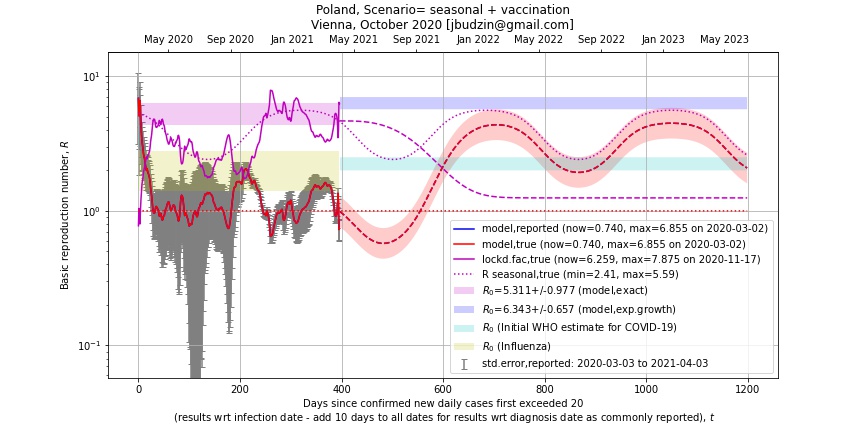 Poland, Scenario= seasonal + vaccination
Vienna, October 2020 [jbudzin@gmail.com]
May 2020 Sep 2020 Jan 2021 May 2021 Sep 2021 Jan 2022 May 2022 Sep 2022 Jan 2023 May 2023
Basic reproduction number, R
10¹
10⁰
10⁻¹
model,reported (now=0.740, max=6.855 on 2020-03-02)
model,true (now=0.740, max=6.855 on 2020-03-02)
lockd.fac,true (now=6.259, max=7.875 on 2020-11-17)
R seasonal,true (min=2.41, max=5.59)
R₀=5.311+/-0.977 (model,exact)
R₀=6.343+/-0.657 (model,exp.growth)
R₀ (Initial WHO estimate for COVID-19)
R₀ (Influenza)
std.error,reported: 2020-03-03 to 2021-04-03
0 200 400 600 800 1000 1200
Days since confirmed new daily cases first exceeded 20
(results wrt infection date - add 10 days to all dates for results wrt diagnosis date as commonly reported), t